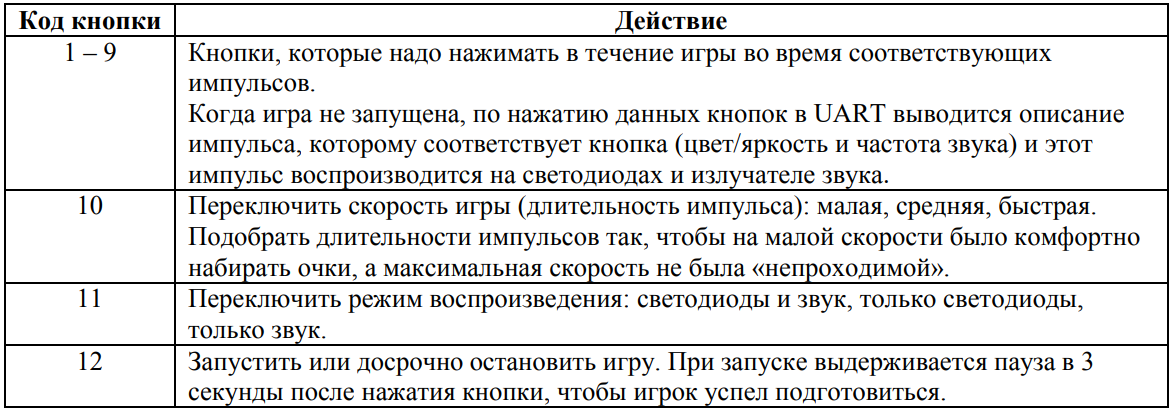 Код кнопки Действие
1 – 9 Кнопки, которые надо нажимать в течение игры во время соответствующих
импульсов.
Когда игра не запущена, по нажатию данных кнопок в UART выводится описание
импульса, которому соответствует кнопка (цвет/яркость и частота звука) и этот
импульс воспроизводится на светодиодах и излучателе звука.
10 Переключить скорость игры (длительность импульса): малая, средняя, быстрая.
Подобрать длительности импульсов так, чтобы на малой скорости было комфортно
набирать очки, а максимальная скорость не была «непроходимой».
11 Переключить режим воспроизведения: светодиоды и звук, только светодиоды,
только звук.
12 Запустить или досрочно остановить игру. При запуске выдерживается пауза в 3
секунды после нажатия кнопки, чтобы игрок успел подготовиться.